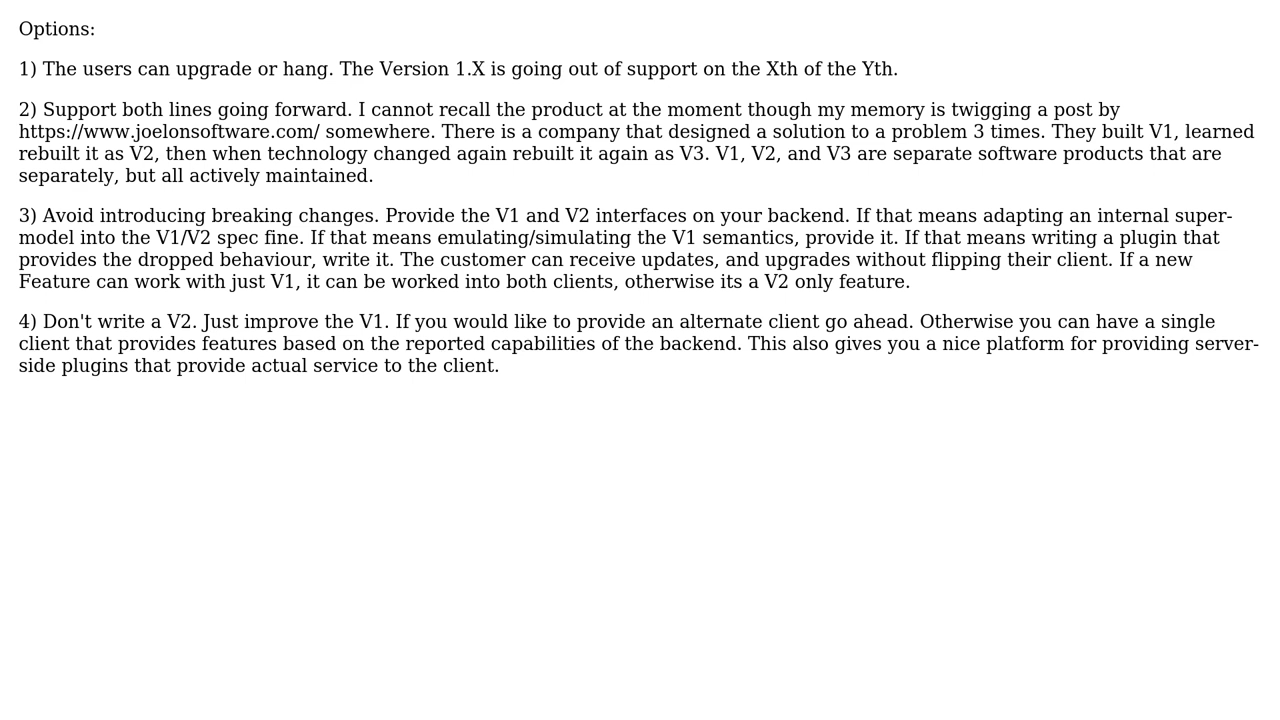 Options:
1) The users can upgrade or hang. The Version 1.X is going out of support on the Xth of the Yth.
2) Support both lines going forward. I cannot recall the product at the moment though my memory is twigging a post by
https://www.joelonsoftware.com/ somewhere. There is a company that designed a solution to a problem 3 times. They built V1, learned
rebuilt it as V2, then when technology changed again rebuilt it again as V3. V1, V2, and V3 are separate software products that are
separately, but all actively maintained.
3) Avoid introducing breaking changes. Provide the V1 and V2 interfaces on your backend. If that means adapting an internal super-
model into the V1/V2 spec fine. If that means emulating/simulating the V1 semantics, provide it. If that means writing a plugin that
provides the dropped behaviour, write it. The customer can receive updates, and upgrades without flipping their client. If a new
Feature can work with just V1, it can be worked into both clients, otherwise its a V2 only feature.
4) Don't write a V2. Just improve the V1. If you would like to provide an alternate client go ahead. Otherwise you can have a single
client that provides features based on the reported capabilities of the backend. This also gives you a nice platform for providing server-
side plugins that provide actual service to the client.